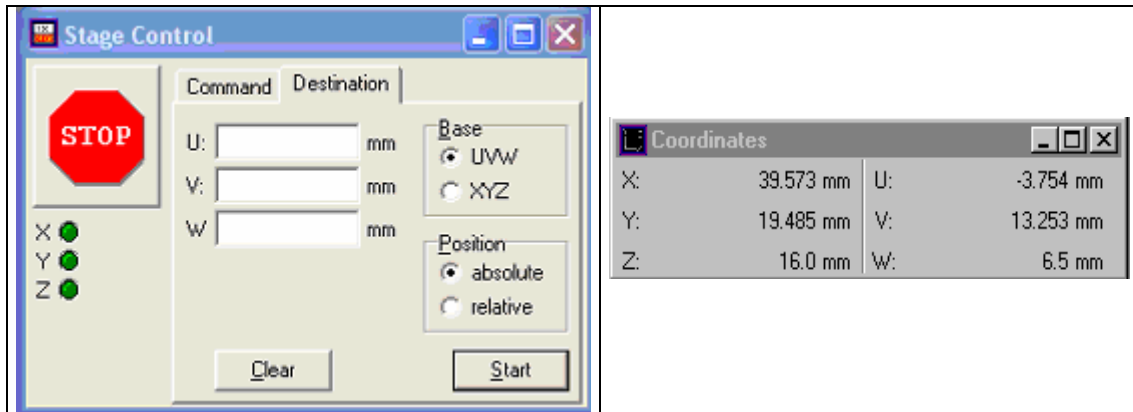 Stage Control
STOP
X
Y
Z
Command Destination
U: mm
V: mm
W mm
Base
UVW
XYZ
Position
absolute
relative
Clear
Start
Coordinates
X: 39.573 mm U: -3.754 mm
Y: 19.485 mm V: 13.253 mm
Z: 16.0 mm W: 6.5 mm